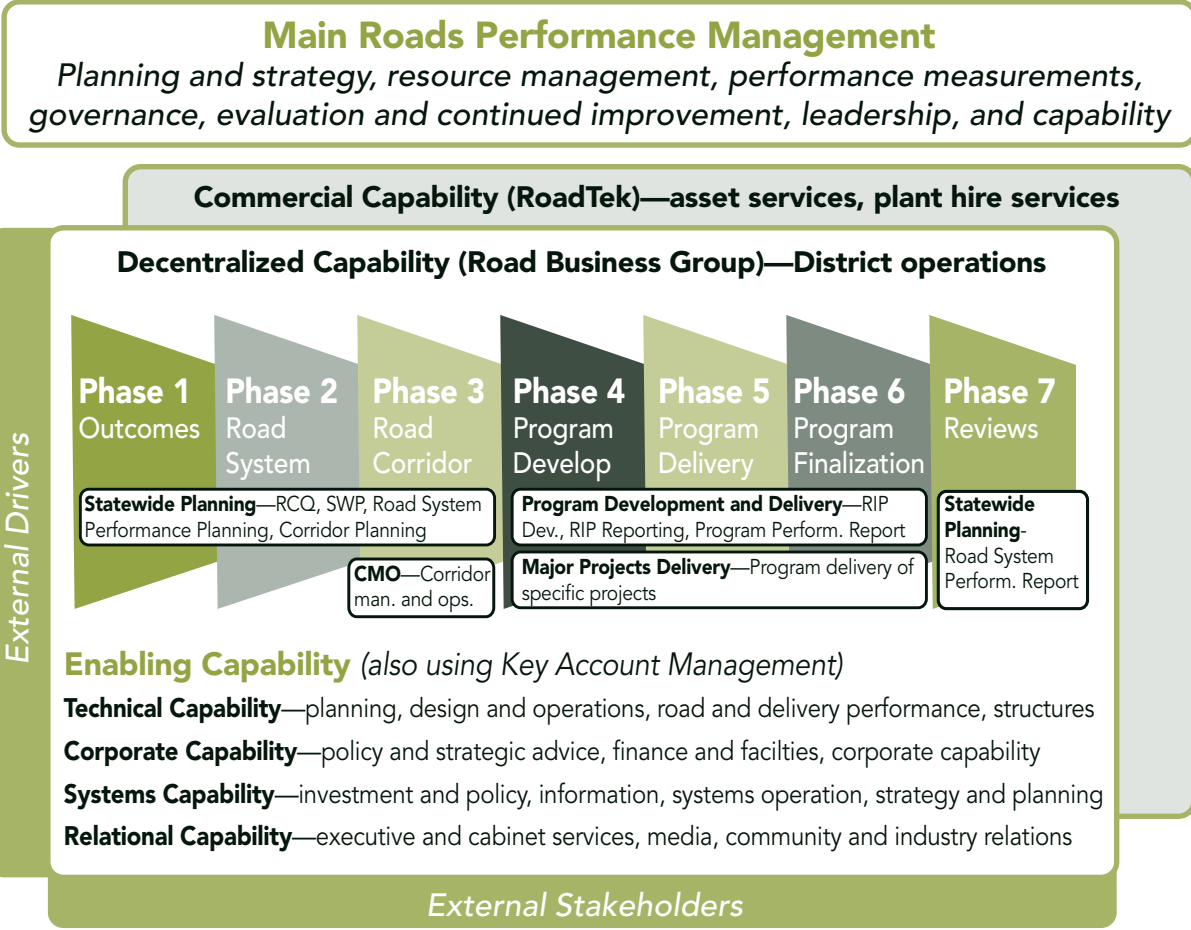 Main Roads Performance Management
Planning and strategy, resource management, performance measurements,
governance, evaluation and continued improvement, leadership, and capability
Commercial Capability (RoadTek)—asset services, plant hire services
Decentralized Capability (Road Business Group)—District operations
External Drivers
Phase 1
Outcomes
Phase 2
Road
System
Phase 3
Road
Corridor
Phase 4
Program
Develop
Phase 5
Program
Delivery
Phase 6
Program
Finalization
Phase 7
Reviews
Statewide Planning—RCQ, SWP, Road System
Performance Planning, Corridor Planning
CMO—Corridor
man. and ops.
Program Development and Delivery—RIP
Dev., RIP Reporting, Program Perform. Report
Major Projects Delivery—Program delivery of
specific projects
Statewide
Planning-
Road System
Perform. Report
Enabling Capability (also using Key Account Management)
Technical Capability—planning, design and operations, road and delivery performance, structures
Corporate Capability—policy and strategic advice, finance and facilties, corporate capability
Systems Capability—investment and policy, information, systems operation, strategy and planning
Relational Capability—executive and cabinet services, media, community and industry relations
External Stakeholders